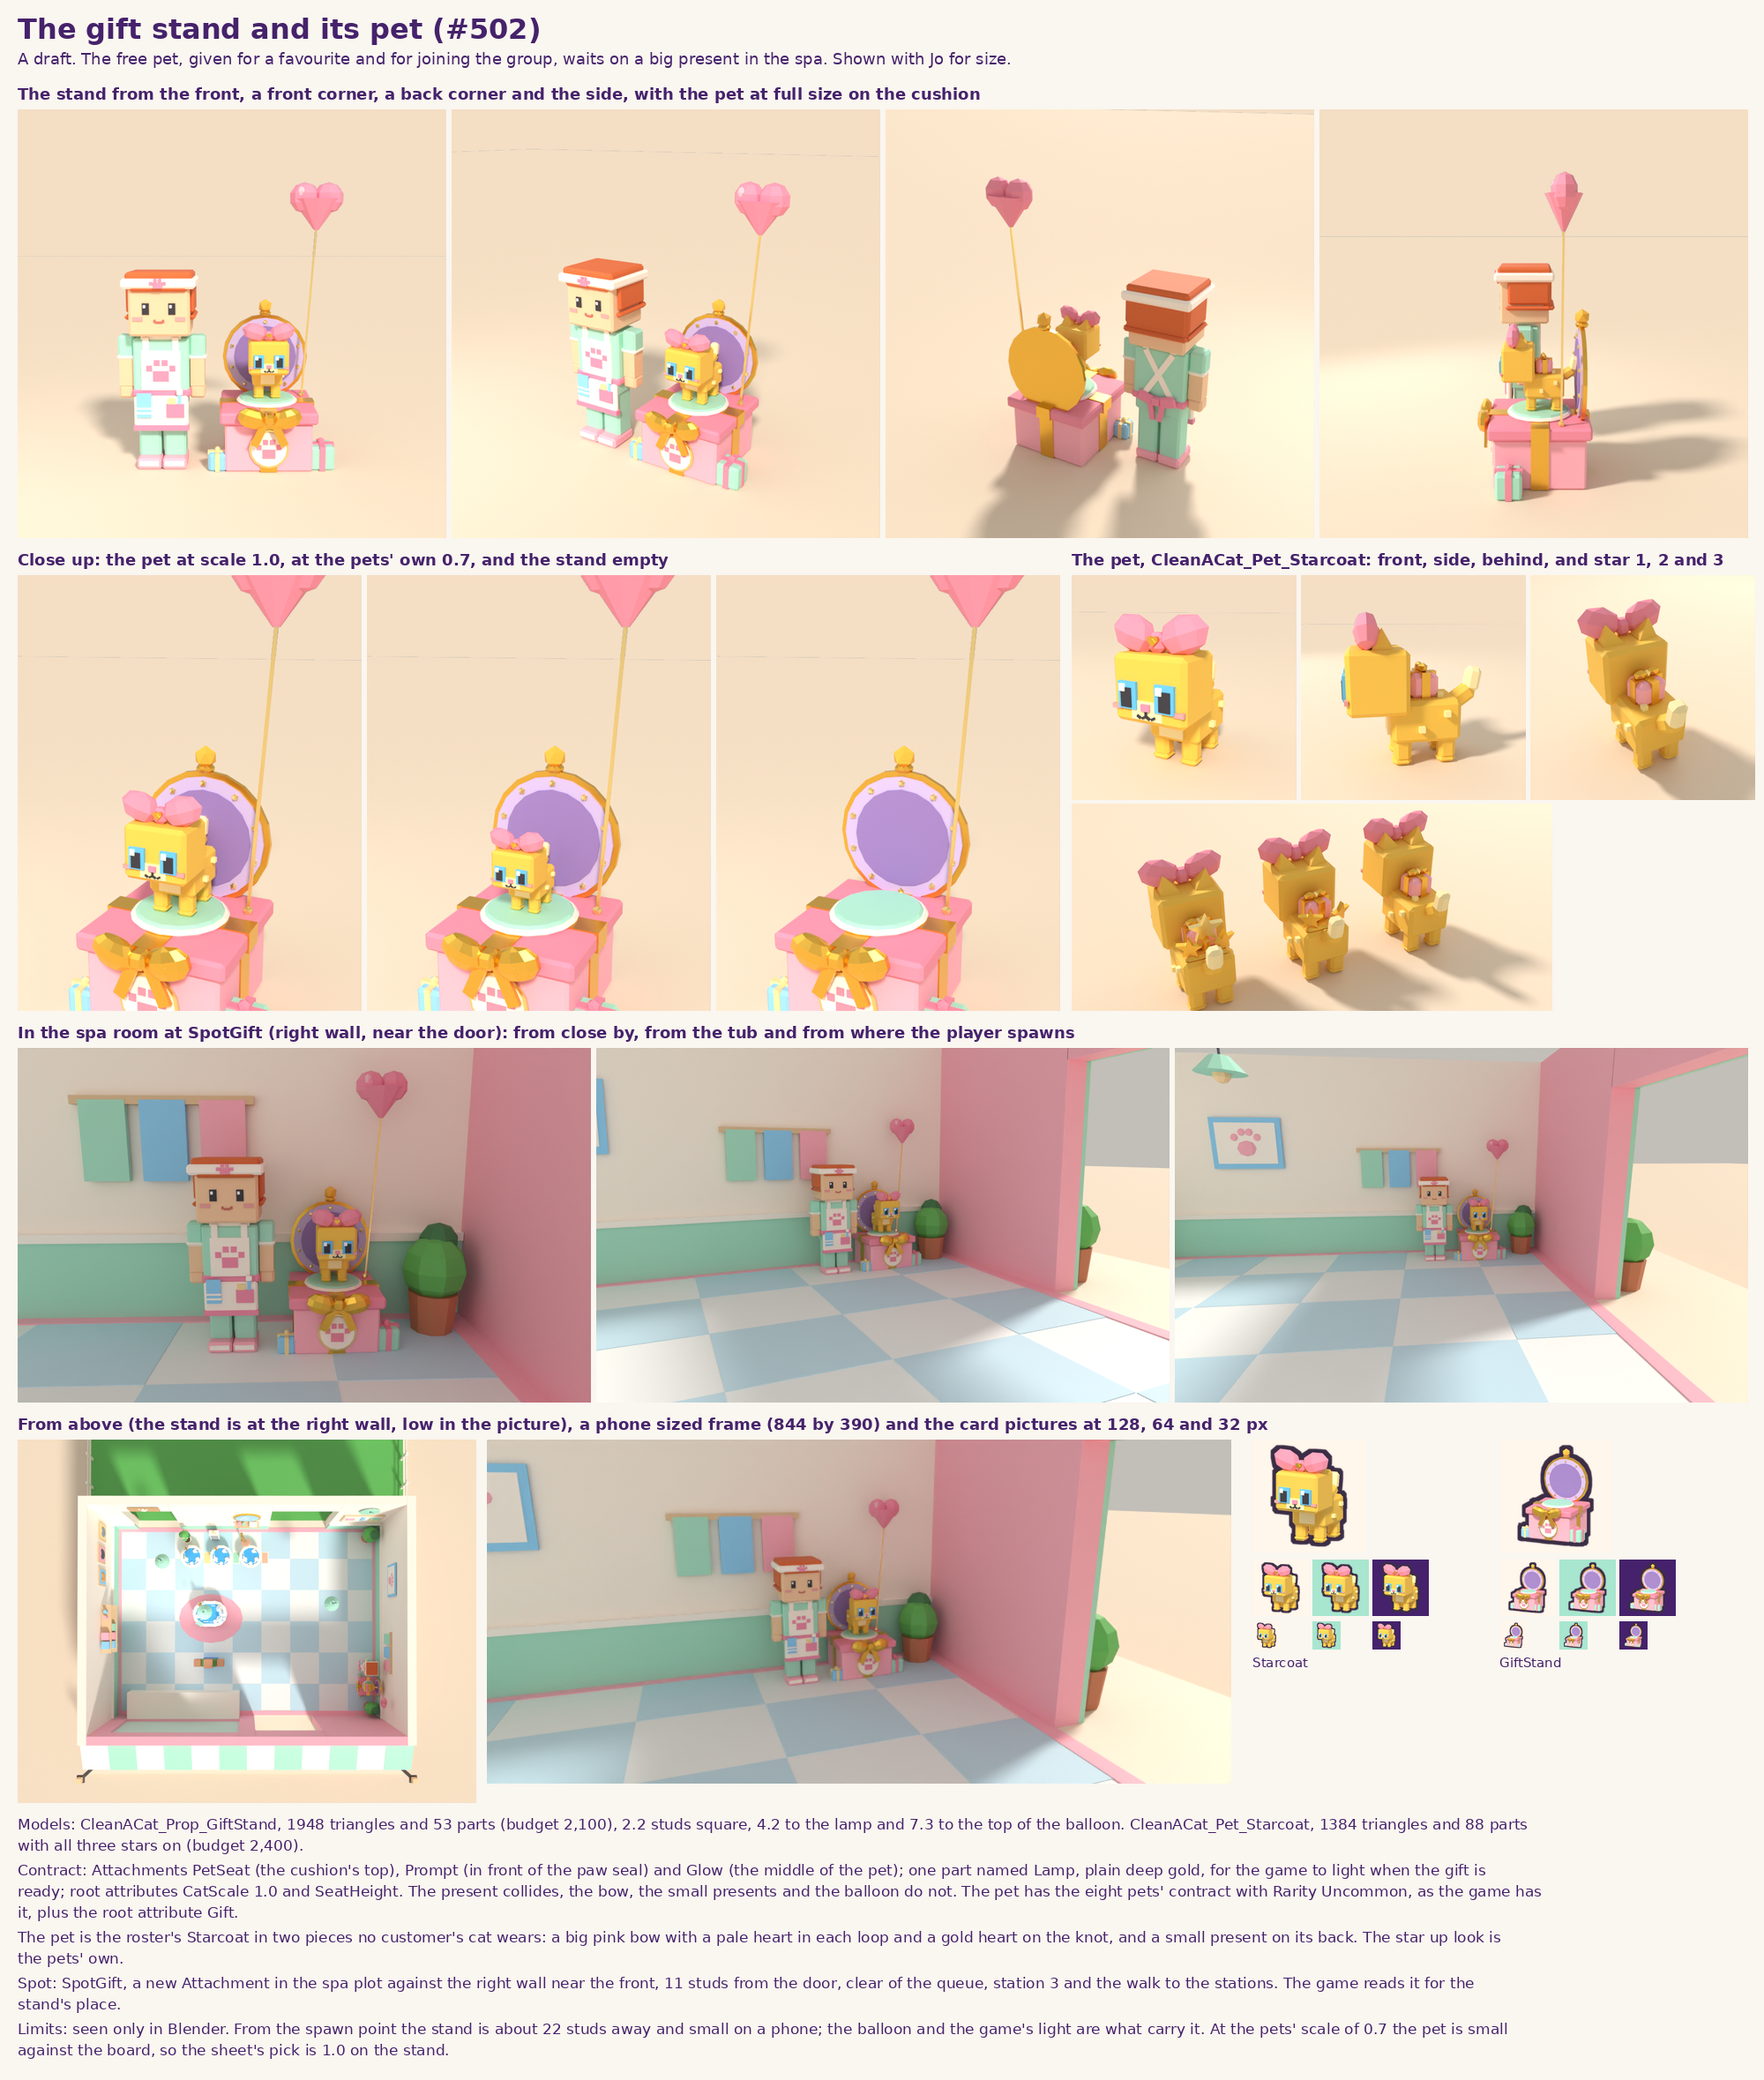 The gift stand and its pet (#502)
A draft. The free pet, given for a favourite and for joining the group, waits on a big present in the spa. Shown with Jo for size.
The stand from the front, a front corner, a back corner and the side, with the pet at full size on the cushion
Close up: the pet at scale 1.0, at the pets' own 0.7, and the stand empty
The pet, CleanACat_Pet_Starcoat: front, side, behind, and star 1, 2 and 3
In the spa room at SpotGift (right wall, near the door): from close by, from the tub and from where the player spawns
From above (the stand is at the right wall, low in the picture), a phone sized frame (844 by 390) and the card pictures at 128, 64 and 32 px
Starcoat
GiftStand
Models: CleanACat_Prop_GiftStand, 1948 triangles and 53 parts (budget 2,100), 2.2 studs square, 4.2 to the lamp and 7.3 to the top of the balloon. CleanACat_Pet_Starcoat, 1384 triangles and 88 parts
with all three stars on (budget 2,400).
Contract: Attachments PetSeat (the cushion's top), Prompt (in front of the paw seal) and Glow (the middle of the pet); one part named Lamp, plain deep gold, for the game to light when the gift is
ready; root attributes CatScale 1.0 and SeatHeight. The present collides, the bow, the small presents and the balloon do not. The pet has the eight pets' contract with Rarity Uncommon, as the game has
it, plus the root attribute Gift.
The pet is the roster's Starcoat in two pieces no customer's cat wears: a big pink bow with a pale heart in each loop and a gold heart on the knot, and a small present on its back. The star up look is
the pets' own.
Spot: SpotGift, a new Attachment in the spa plot against the right wall near the front, 11 studs from the door, clear of the queue, station 3 and the walk to the stations. The game reads it for the
stand's place.
Limits: seen only in Blender. From the spawn point the stand is about 22 studs away and small on a phone; the balloon and the game's light are what carry it. At the pets' scale of 0.7 the pet is small
against the board, so the sheet's pick is 1.0 on the stand.